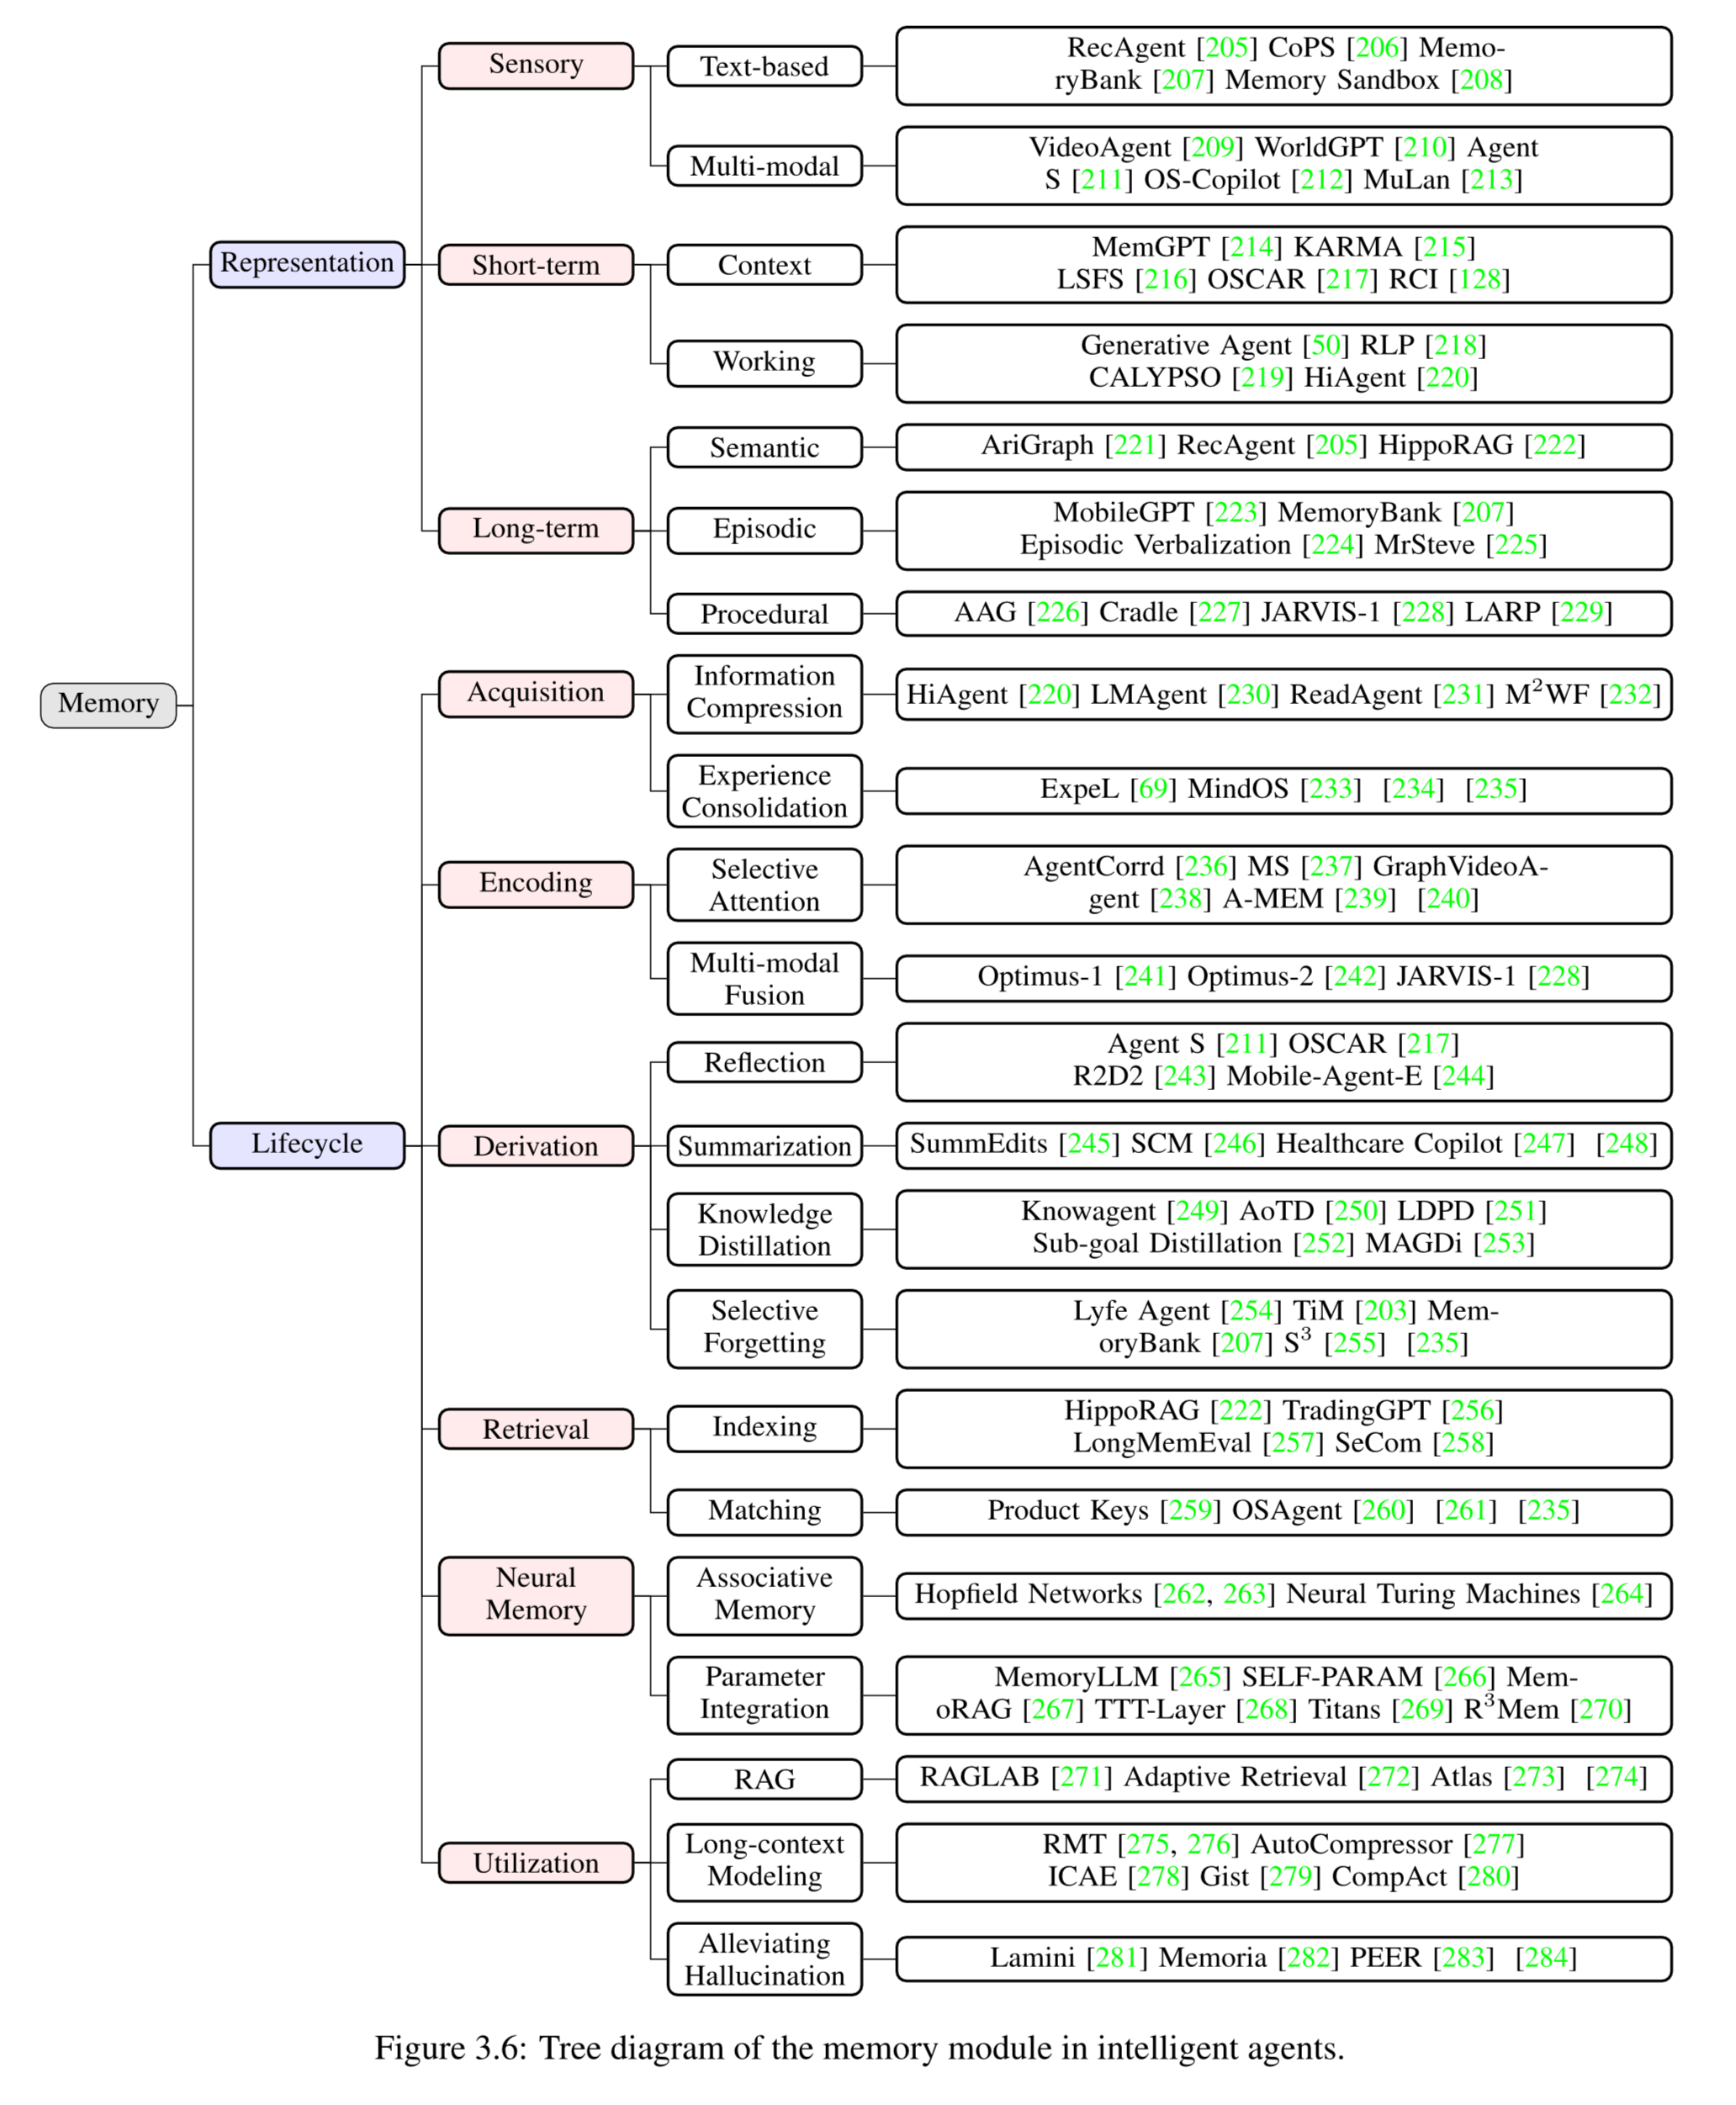 Memory
Representation
Sensory
Text-based
RecAgent [205] CoPS [206] Memo-
ryBank [207] Memory Sandbox [208]
Multi-modal
VideoAgent [209] WorldGPT [210] Agent
S [211] OS-Copilot [212] MuLan [213]
Short-term
Context
MemGPT [214] KARMA [215]
LSFS [216] OSCAR [217] RCI [128]
Working
Generative Agent [50] RLP [218]
CALYPSO [219] HiAgent [220]
Long-term
Semantic
AriGraph [221] RecAgent [205] HippoRAG [222]
Episodic
MobileGPT [223] MemoryBank [207]
Episodic Verbalization [224] MrSteve [225]
Procedural
AAG [226] Cradle [227] JARVIS-1 [228] LARP [229]
Lifecycle
Acquisition
Information
Compression
HiAgent [220] LMAgent [230] ReadAgent [231] M²WF [232]
Experience
Consolidation
ExpeL [69] MindOS [233] [234] [235]
Encoding
Selective
Attention
AgentCorrd [236] MS [237] GraphVideoA-
gent [238] A-MEM [239] [240]
Multi-modal
Fusion
Optimus-1 [241] Optimus-2 [242] JARVIS-1 [228]
Derivation
Reflection
Agent S [211] OSCAR [217]
R2D2 [243] Mobile-Agent-E [244]
Summarization
SummEdits [245] SCM [246] Healthcare Copilot [247] [248]
Knowledge
Distillation
Knowagent [249] AoTD [250] LDPD [251]
Sub-goal Distillation [252] MAGDi [253]
Selective
Forgetting
Lyfe Agent [254] TiM [203] Mem-
oryBank [207] S³ [255] [235]
Retrieval
Indexing
HippoRAG [222] TradingGPT [256]
LongMemEval [257] SeCom [258]
Matching
Product Keys [259] OSAgent [260] [261] [235]
Neural
Memory
Associative
Memory
Hopfield Networks [262, 263] Neural Turing Machines [264]
Parameter
Integration
MemoryLLM [265] SELF-PARAM [266] Mem-
oRAG [267] TTT-Layer [268] Titans [269] R³Mem [270]
Utilization
RAG
RAGLAB [271] Adaptive Retrieval [272] Atlas [273] [274]
Long-context
Modeling
RMT [275, 276] AutoCompressor [277]
ICAE [278] Gist [279] CompAct [280]
Alleviating
Hallucination
Lamini [281] Memoria [282] PEER [283] [284]
Figure 3.6: Tree diagram of the memory module in intelligent agents.